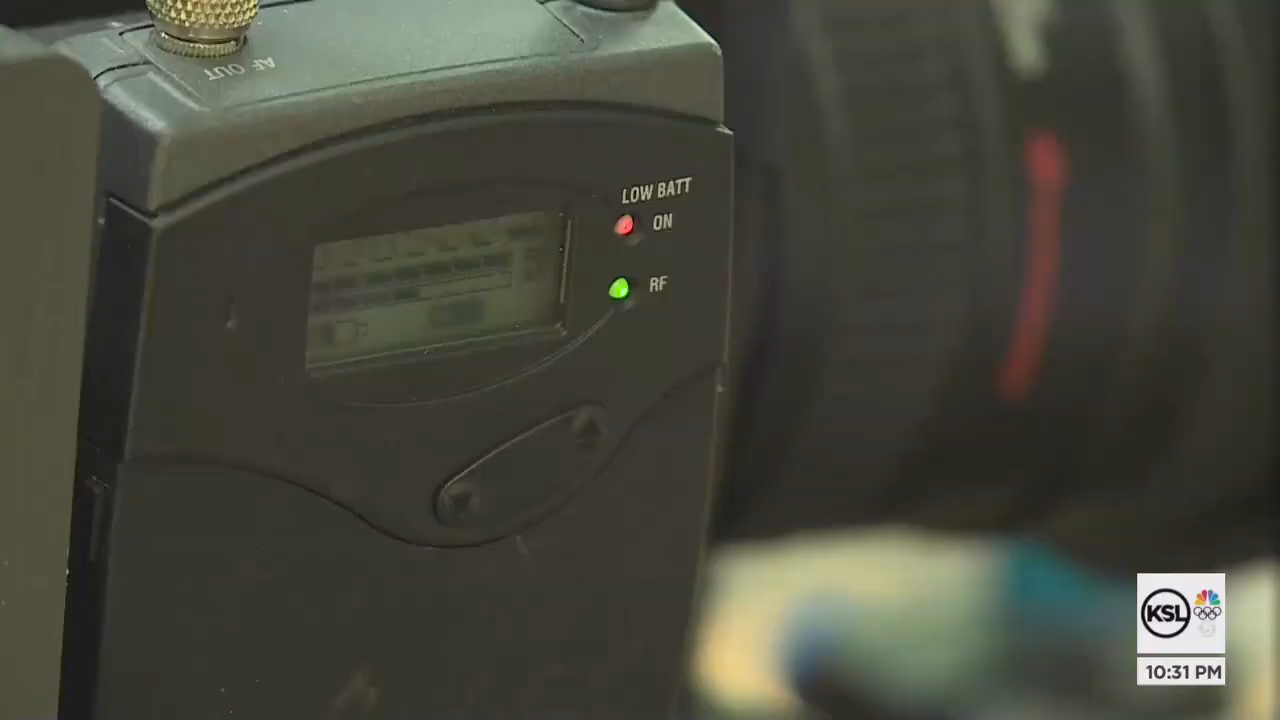 AF OUT
LOW BATT
ON
RF
KSL
10:31 PM